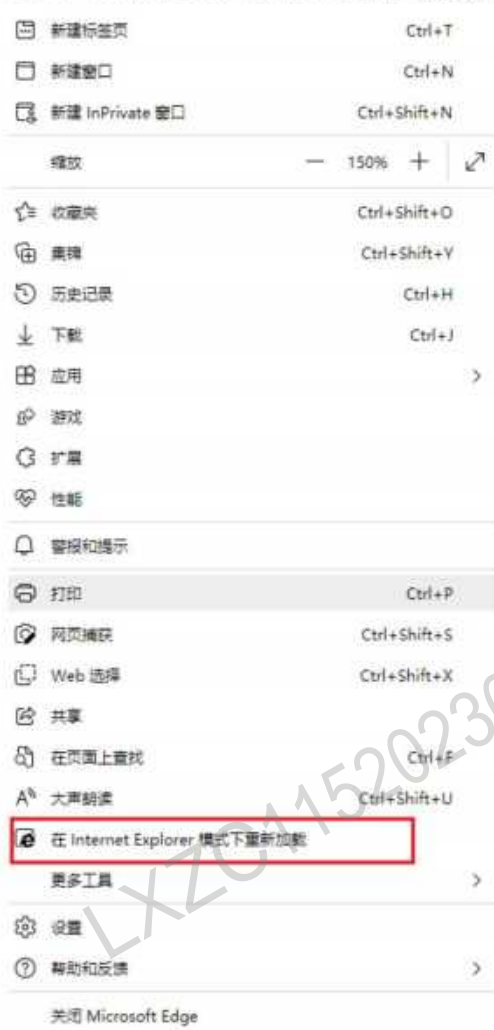 新建标签页 Ctrl+T
新建窗口 Ctrl+N
新建 InPrivate 窗口 Ctrl+Shift+N
缩放 — 150% +
收藏夹 Ctrl+Shift+O
集锦 Ctrl+Shift+Y
历史记录 Ctrl+H
下载 Ctrl+J
应用
游戏
扩展
性能
警报和提示
打印 Ctrl+P
网页捕获 Ctrl+Shift+S
Web 选择 Ctrl+Shift+X
共享
在页面上查找 Ctrl+F
大声朗读 Ctrl+Shift+U
在 Internet Explorer 模式下重新加载
更多工具
设置
帮助和反馈
关闭 Microsoft Edge
LXZC1152023